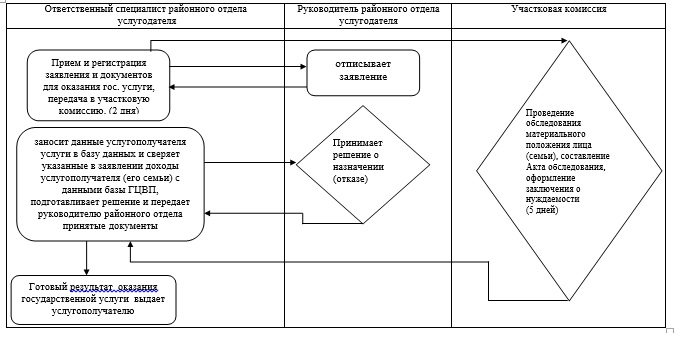 Ответственный специалист районного отдела
услугодателя
Руководитель районного отдела
услугодателя
Участковая комиссия
Прием и регистрация
заявления и документов
для оказания гос. услуги,
передача в участковую
комиссию. (2 дня)
отписывает
заявление
заносит данные услугополучателя
услуги в базу данных и сверяет
указанные в заявлении доходы
услугополучателя (его семьи) с
данными базы ГЦВП,
подготавливает решение и передает
руководителю районного отдела
принятые документы
Принимает
решение о
назначении
(отказе)
Проведение
обследования
материального
положения лица
(семьи), составление
Акта обследования,
оформление
заключения о
нуждаемости
(5 дней)
Готовый результат оказания
государственной услуги выдает
услугополучателю